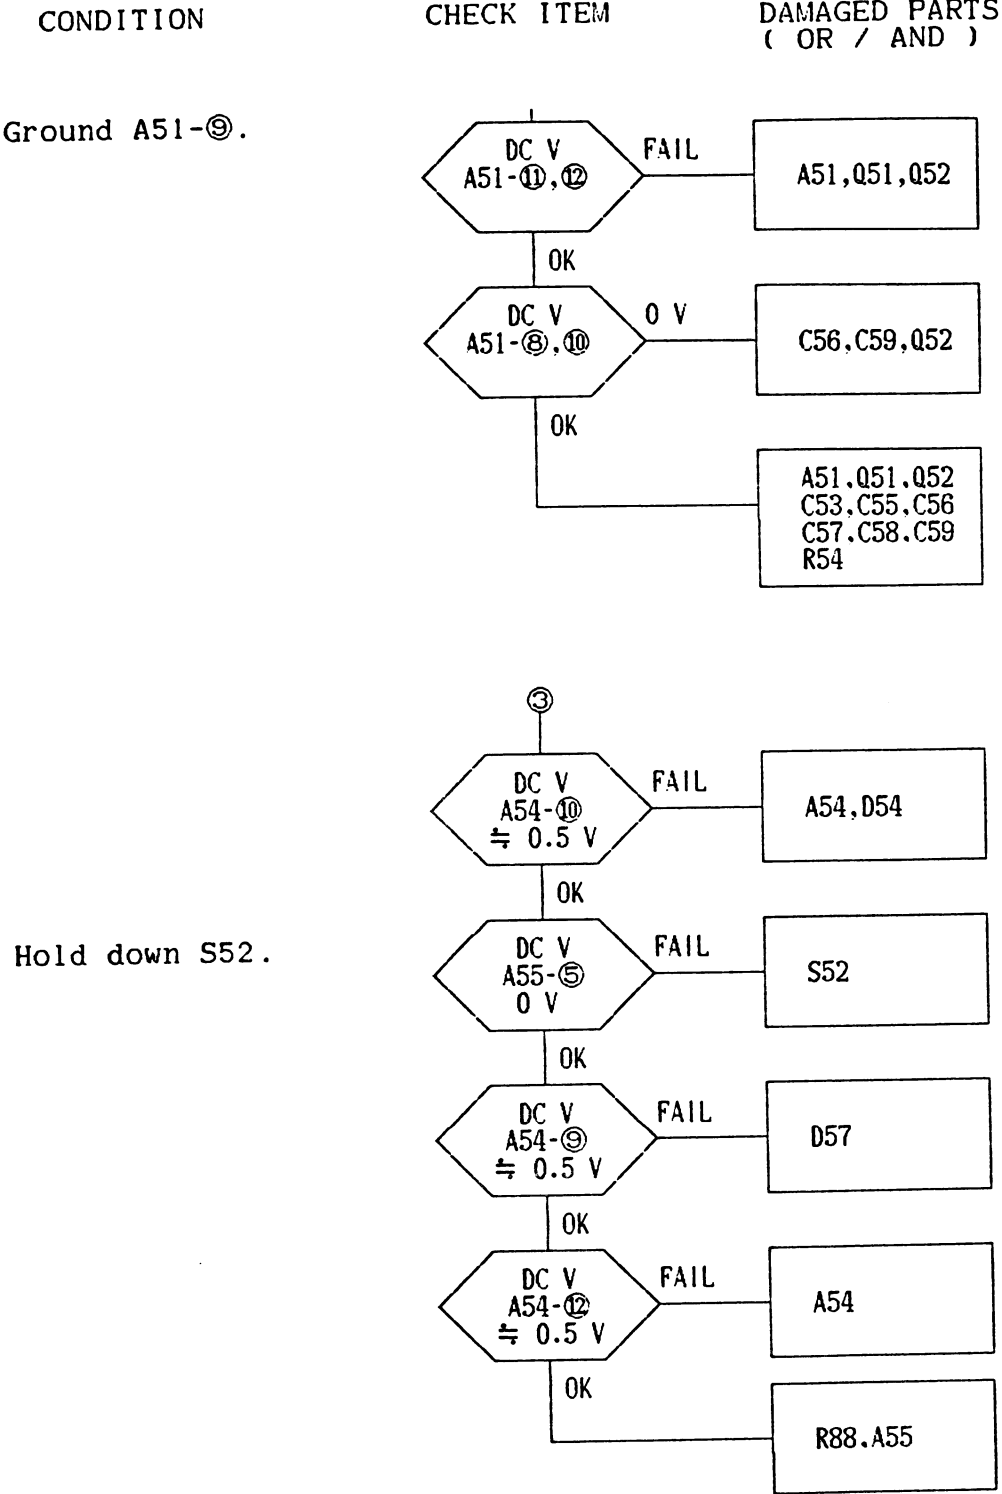 CONDITION
CHECK ITEM
DAMAGED PARTS
( OR / AND )
Ground A51-⑨.
DC V
A51-⑪,⑫
FAIL
A51,Q51,Q52
OK
DC V
A51-⑧,⑩
0 V
C56,C59,Q52
OK
A51,Q51,Q52
C53,C55,C56
C57,C58,C59
R54
③
DC V
A54-⑩
≒ 0.5 V
FAIL
A54,D54
OK
Hold down S52.
DC V
A55-⑤
0 V
FAIL
S52
OK
DC V
A54-⑨
≒ 0.5 V
FAIL
D57
OK
DC V
A54-⑫
≒ 0.5 V
FAIL
A54
OK
R88,A55